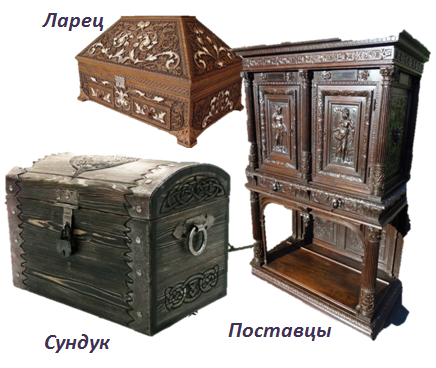 Ларец
Сундук
Поставцы